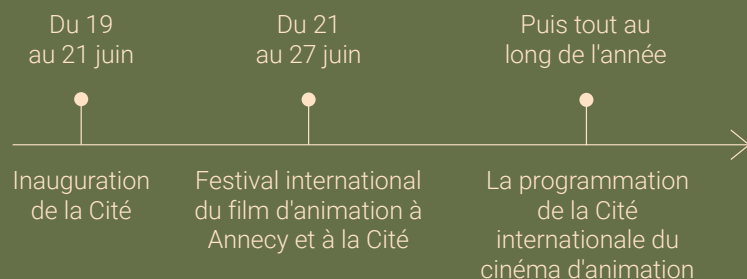 Du 19
au 21 juin
Du 21
au 27 juin
Puis tout au
long de l'année
Inauguration
de la Cité
Festival international
du film d'animation à
Annecy et à la Cité
La programmation
de la Cité
internationale du
cinéma d'animation